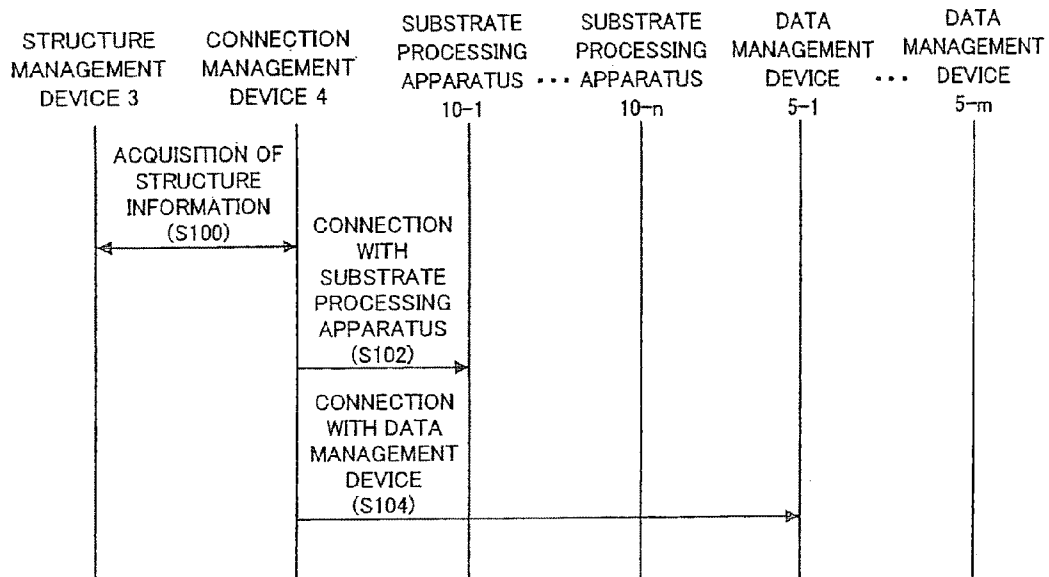 STRUCTURE
MANAGEMENT
DEVICE 3
CONNECTION
MANAGEMENT
DEVICE 4
SUBSTRATE
PROCESSING
APPARATUS
10-1
...
SUBSTRATE
PROCESSING
APPARATUS
10-n
DATA
MANAGEMENT
DEVICE
5-1
...
DATA
MANAGEMENT
DEVICE
5-m
ACQUISITION OF
STRUCTURE
INFORMATION
(S100)
CONNECTION
WITH
SUBSTRATE
PROCESSING
APPARATUS
(S102)
CONNECTION
WITH DATA
MANAGEMENT
DEVICE
(S104)